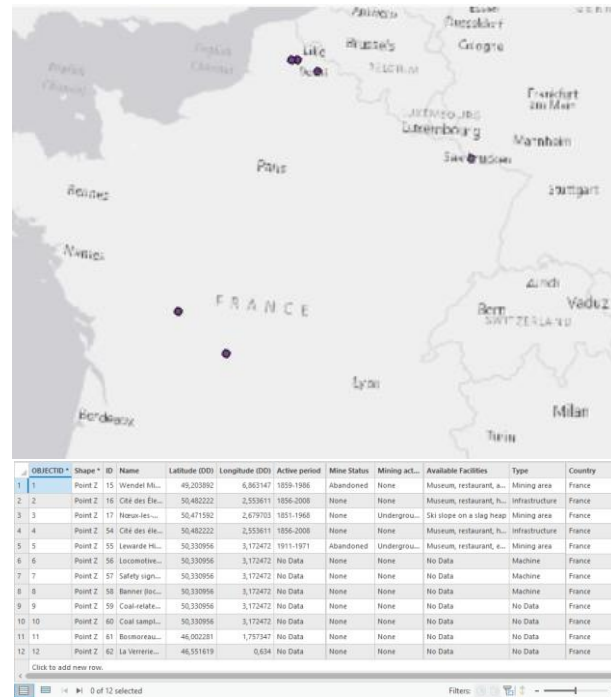 Lille
Brussels
Cologne
BELGIUM
Frankfurt
am Main
LUXEMBOURG
Luxembourg
Mannheim
Saarbrücken
Paris
Rennes
Stuttgart
Nantes
Zurich
FRANCE
Bern
Vaduz
SWITZERLAND
Lyon
Bordeaux
Milan
Turin
OBJECTID * Shape * ID Name Latitude (DD) Longitude (DD) Active period Mine Status Mining act... Available Facilities Type Country
1 1 Point Z 15 Wendel Mi... 49,203892 6,863147 1859-1986 Abandoned None Museum, restaurant, a... Mining area France
2 2 Point Z 16 Cité des Éle... 50,482222 2,553611 1856-2008 None None Museum, restaurant, h... Infrastructure France
3 3 Point Z 17 Nœux-les-... 50,471592 2,679703 1851-1968 None Undergrou... Ski slope on a slag heap Mining area France
4 4 Point Z 54 Cité des éle... 50,482222 2,553611 1856-2008 None None Museum, restaurant, h... Infrastructure France
5 5 Point Z 55 Lewarde Hi... 50,330956 3,172472 1911-1971 Abandoned Undergrou... Museum, restaurant, e... Mining area France
6 6 Point Z 56 Locomotive... 50,330956 3,172472 No Data None None No Data Machine France
7 7 Point Z 57 Safety sign... 50,330956 3,172472 No Data None None No Data Machine France
8 8 Point Z 58 Banner (loc... 50,330956 3,172472 No Data None None No Data Machine France
9 9 Point Z 59 Coal-relate... 50,330956 3,172472 No Data None None No Data No Data France
10 10 Point Z 60 Coal sampl... 50,330956 3,172472 No Data None None No Data No Data France
11 11 Point Z 61 Bosmoreau... 46,002281 1,757347 No Data None None No Data No Data France
12 12 Point Z 62 La Verrerie... 46,551619 0,634 No Data None None No Data No Data France
Click to add new row.
0 of 12 selected Filters: